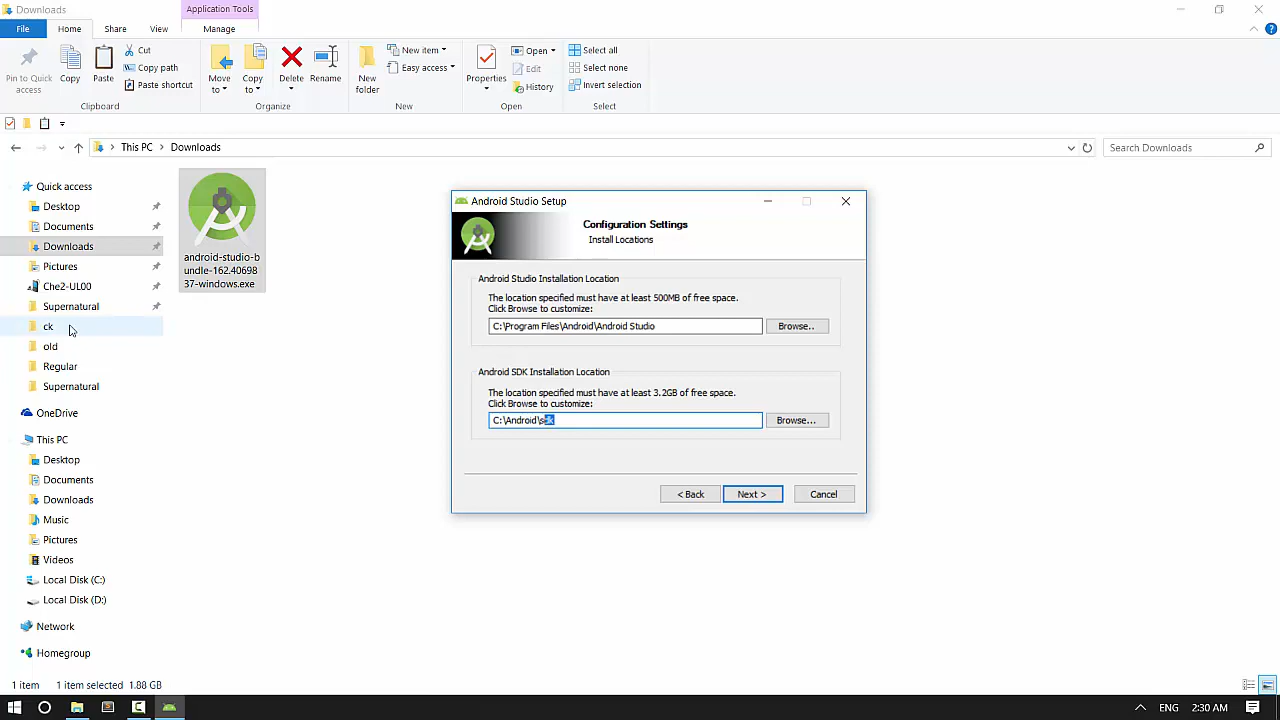 Downloads
Application Tools
File
Home
Share
View
Manage
Pin to Quick access
Copy
Paste
Cut
Copy path
Paste shortcut
Clipboard
Move to
Copy to
Delete
Rename
Organize
New folder
New item
Easy access
New
Properties
Open
Edit
History
Open
Select all
Select none
Invert selection
Select
This PC
Downloads
Search Downloads
Quick access
Desktop
Documents
Downloads
Pictures
Che2-UL00
Supernatural
ck
old
Regular
Supernatural
OneDrive
This PC
Desktop
Documents
Downloads
Music
Pictures
Videos
Local Disk (C:)
Local Disk (D:)
Network
Homegroup
android-studio-b
undle-162.40698
37-windows.exe
Android Studio Setup
Configuration Settings
Install Locations
Android Studio Installation Location
The location specified must have at least 500MB of free space.
Click Browse to customize:
C:\Program Files\Android\Android Studio
Browse..
Android SDK Installation Location
The location specified must have at least 3.2GB of free space.
Click Browse to customize:
C:\Android\sdk
Browse...
< Back
Next >
Cancel
1 item
1 item selected 1.88 GB
ENG
2:30 AM